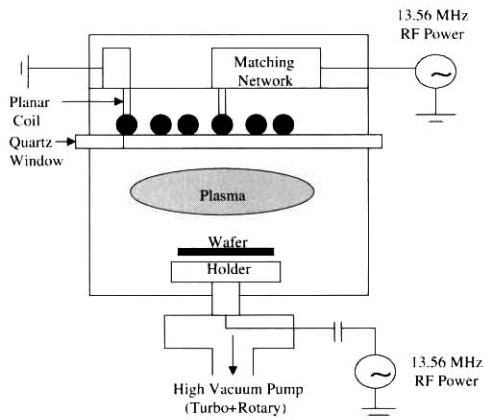 13.56 MHz
RF Power
Matching
Network
Planar
Coil
Quartz
Window
Plasma
Wafer
Holder
13.56 MHz
RF Power
High Vacuum Pump
(Turbo+Rotary)